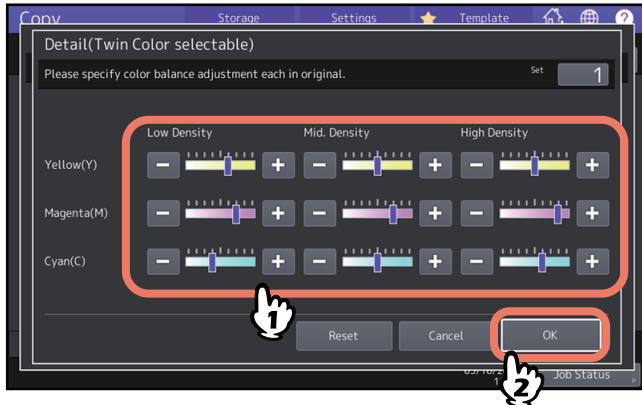 Copy
Storage Settings Template
Detail(Twin Color selectable)
Please specify color balance adjustment each in original. Set 1
Low Density Mid. Density High Density
Yellow(Y)
Magenta(M)
Cyan(C)
1
Reset Cancel OK
Job Status
2